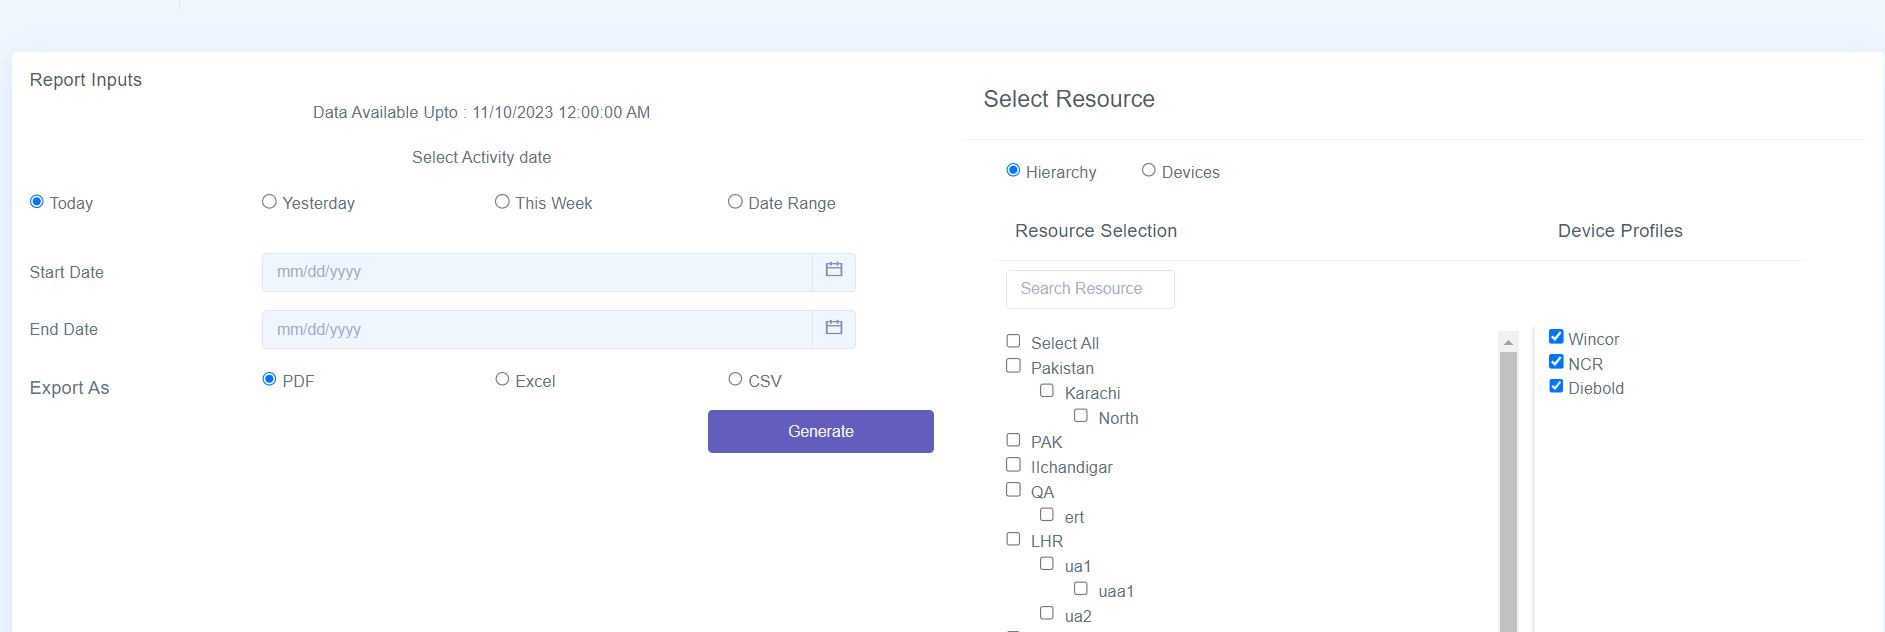 Report Inputs
Data Available Upto : 11/10/2023 12:00:00 AM
Select Activity date
Today Yesterday This Week Date Range
Start Date mm/dd/yyyy
End Date mm/dd/yyyy
Export As PDF Excel CSV
Generate
Select Resource
Hierarchy Devices
Resource Selection Device Profiles
Search Resource
Select All
Pakistan
Karachi
North
PAK
IIchandigar
QA
ert
LHR
ua1
uaa1
ua2
Wincor
NCR
Diebold